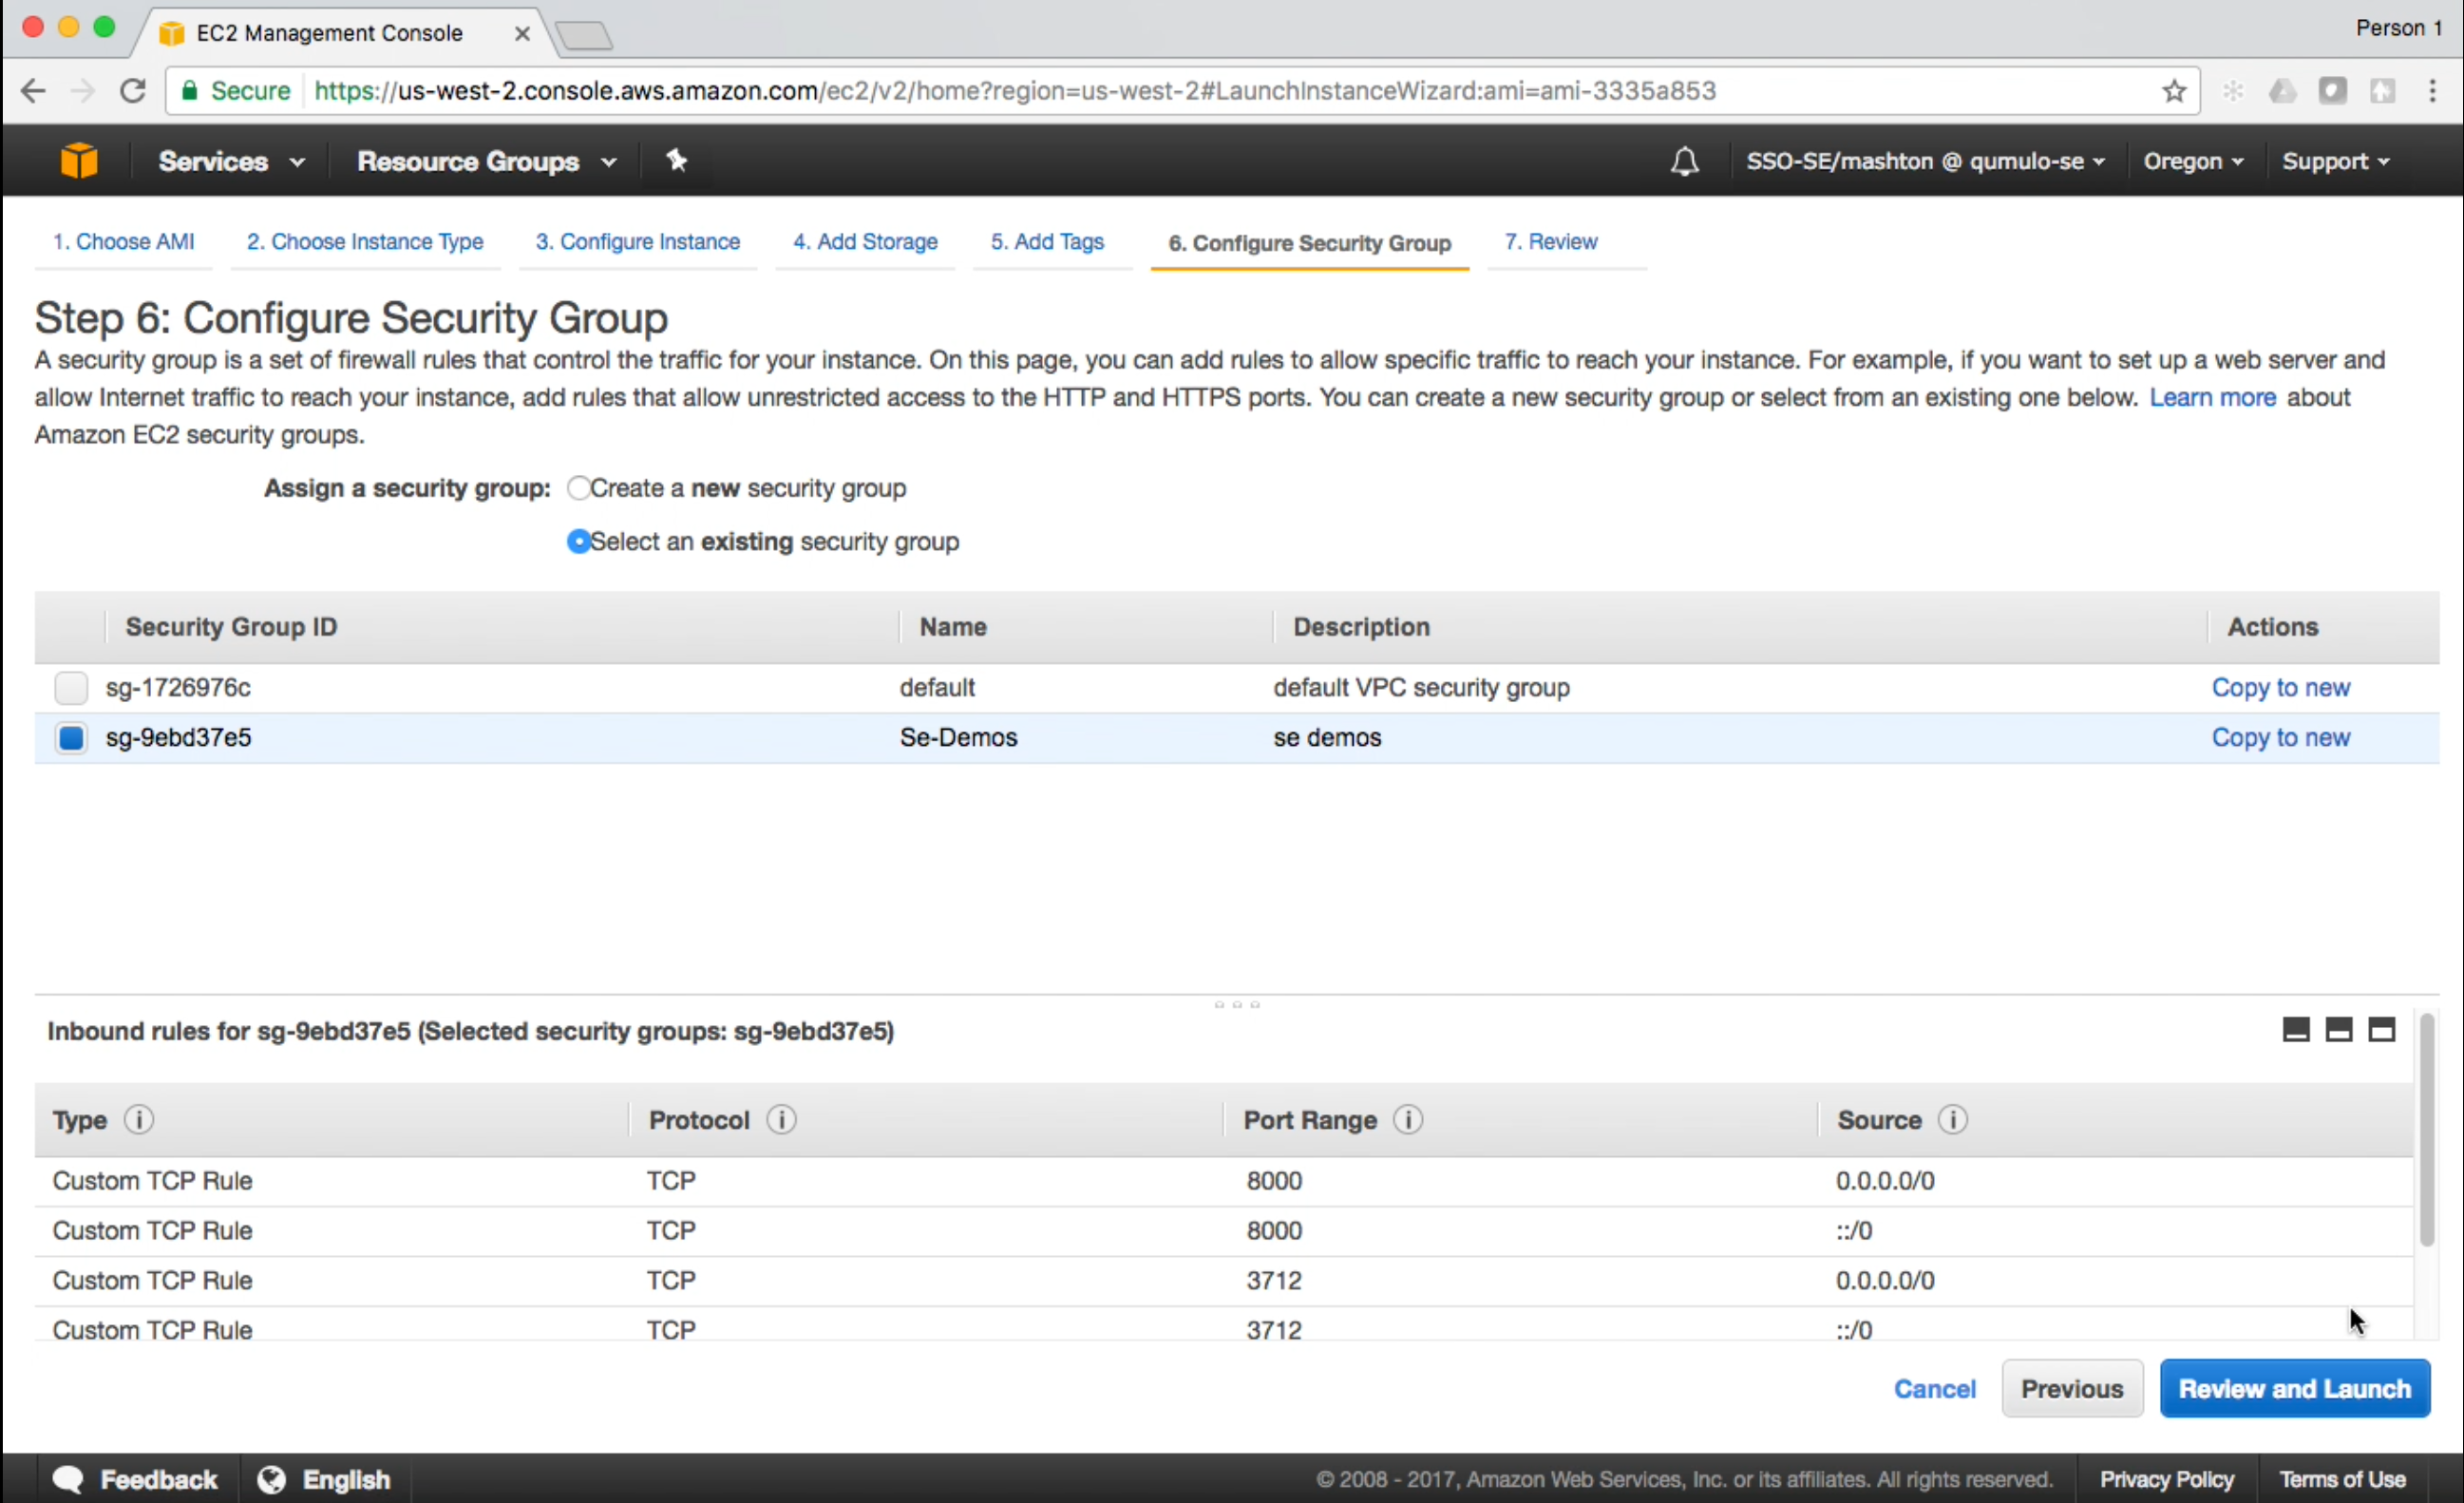 EC2 Management Console
Person 1
Secure https://us-west-2.console.aws.amazon.com/ec2/v2/home?region=us-west-2#LaunchInstanceWizard:ami=ami-3335a853
Services Resource Groups SSO-SE/mashton @ qumulo-se Oregon Support
1. Choose AMI 2. Choose Instance Type 3. Configure Instance 4. Add Storage 5. Add Tags 6. Configure Security Group 7. Review
Step 6: Configure Security Group
A security group is a set of firewall rules that control the traffic for your instance. On this page, you can add rules to allow specific traffic to reach your instance. For example, if you want to set up a web server and
allow Internet traffic to reach your instance, add rules that allow unrestricted access to the HTTP and HTTPS ports. You can create a new security group or select from an existing one below. Learn more about
Amazon EC2 security groups.
Assign a security group: Create a new security group
Select an existing security group
Security Group ID Name Description Actions
sg-1726976c default default VPC security group Copy to new
sg-9ebd37e5 Se-Demos se demos Copy to new
Inbound rules for sg-9ebd37e5 (Selected security groups: sg-9ebd37e5)
Type Protocol Port Range Source
Custom TCP Rule TCP 8000 0.0.0.0/0
Custom TCP Rule TCP 8000 ::/0
Custom TCP Rule TCP 3712 0.0.0.0/0
Custom TCP Rule TCP 3712 ::/0
Cancel Previous Review and Launch
Feedback English © 2008 - 2017, Amazon Web Services, Inc. or its affiliates. All rights reserved. Privacy Policy Terms of Use